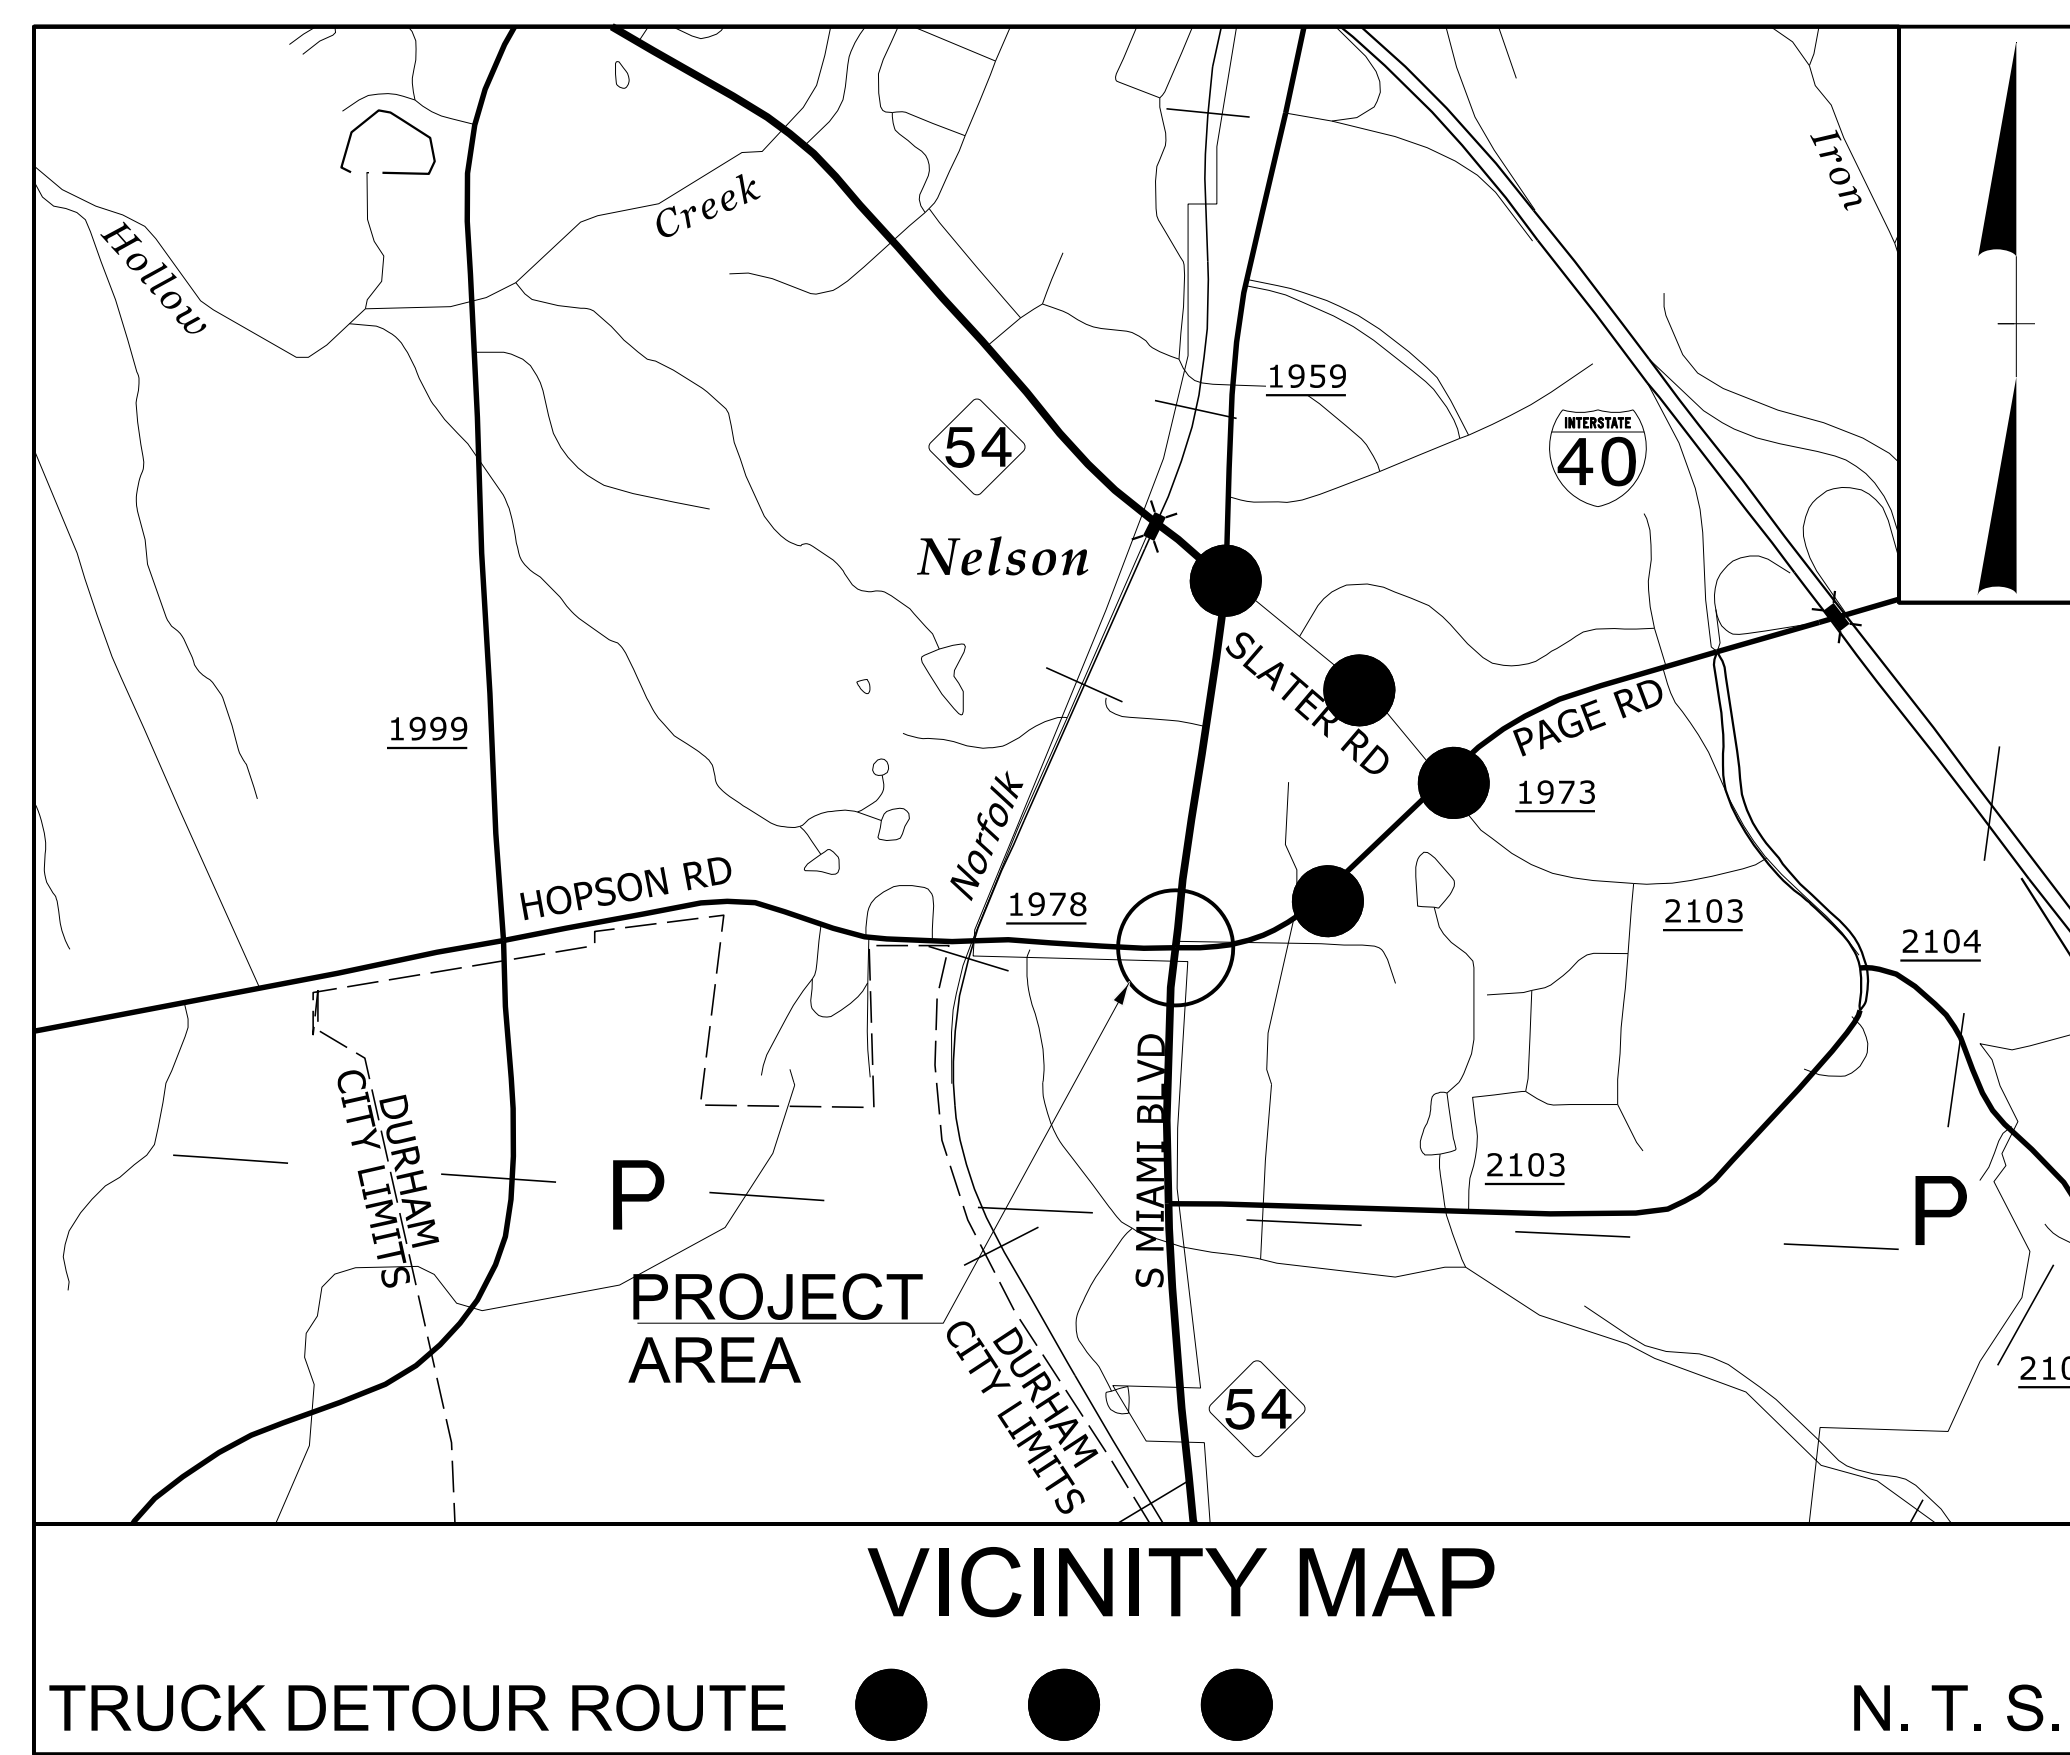 Iron
Creek
Hollow
1959
INTERSTATE
40
54
Nelson
SLATER RD
PAGE RD
1999
1973
Norfolk
HOPSON RD
1978
2103
2104
S MIAMI BLVD
DURHAM
CITY LIMITS
P
2103
P
PROJECT
AREA
DURHAM
CITY LIMITS
54
210
VICINITY MAP
TRUCK DETOUR ROUTE
N. T. S.